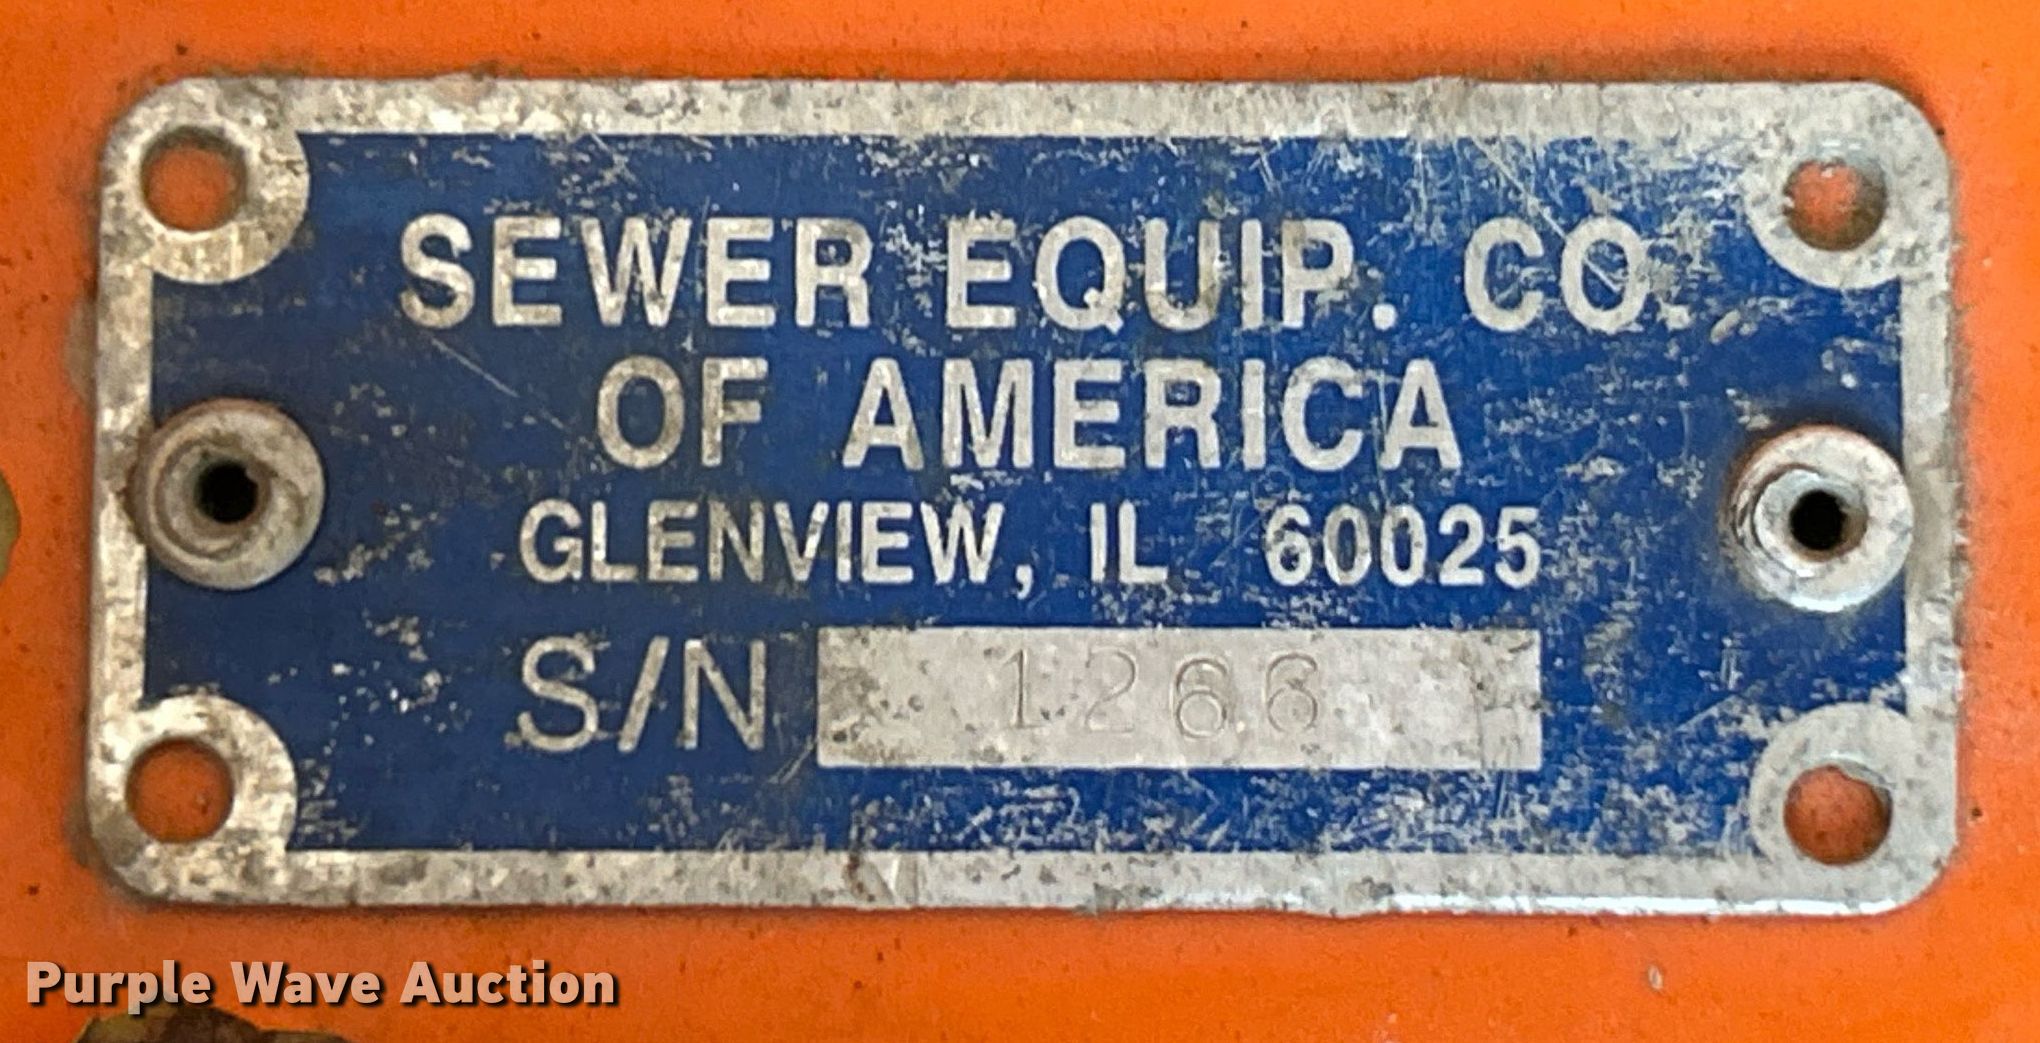 SEWER EQUIP. CO.
OF AMERICA
GLENVIEW, IL 60025
S/N 1266
Purple Wave Auction